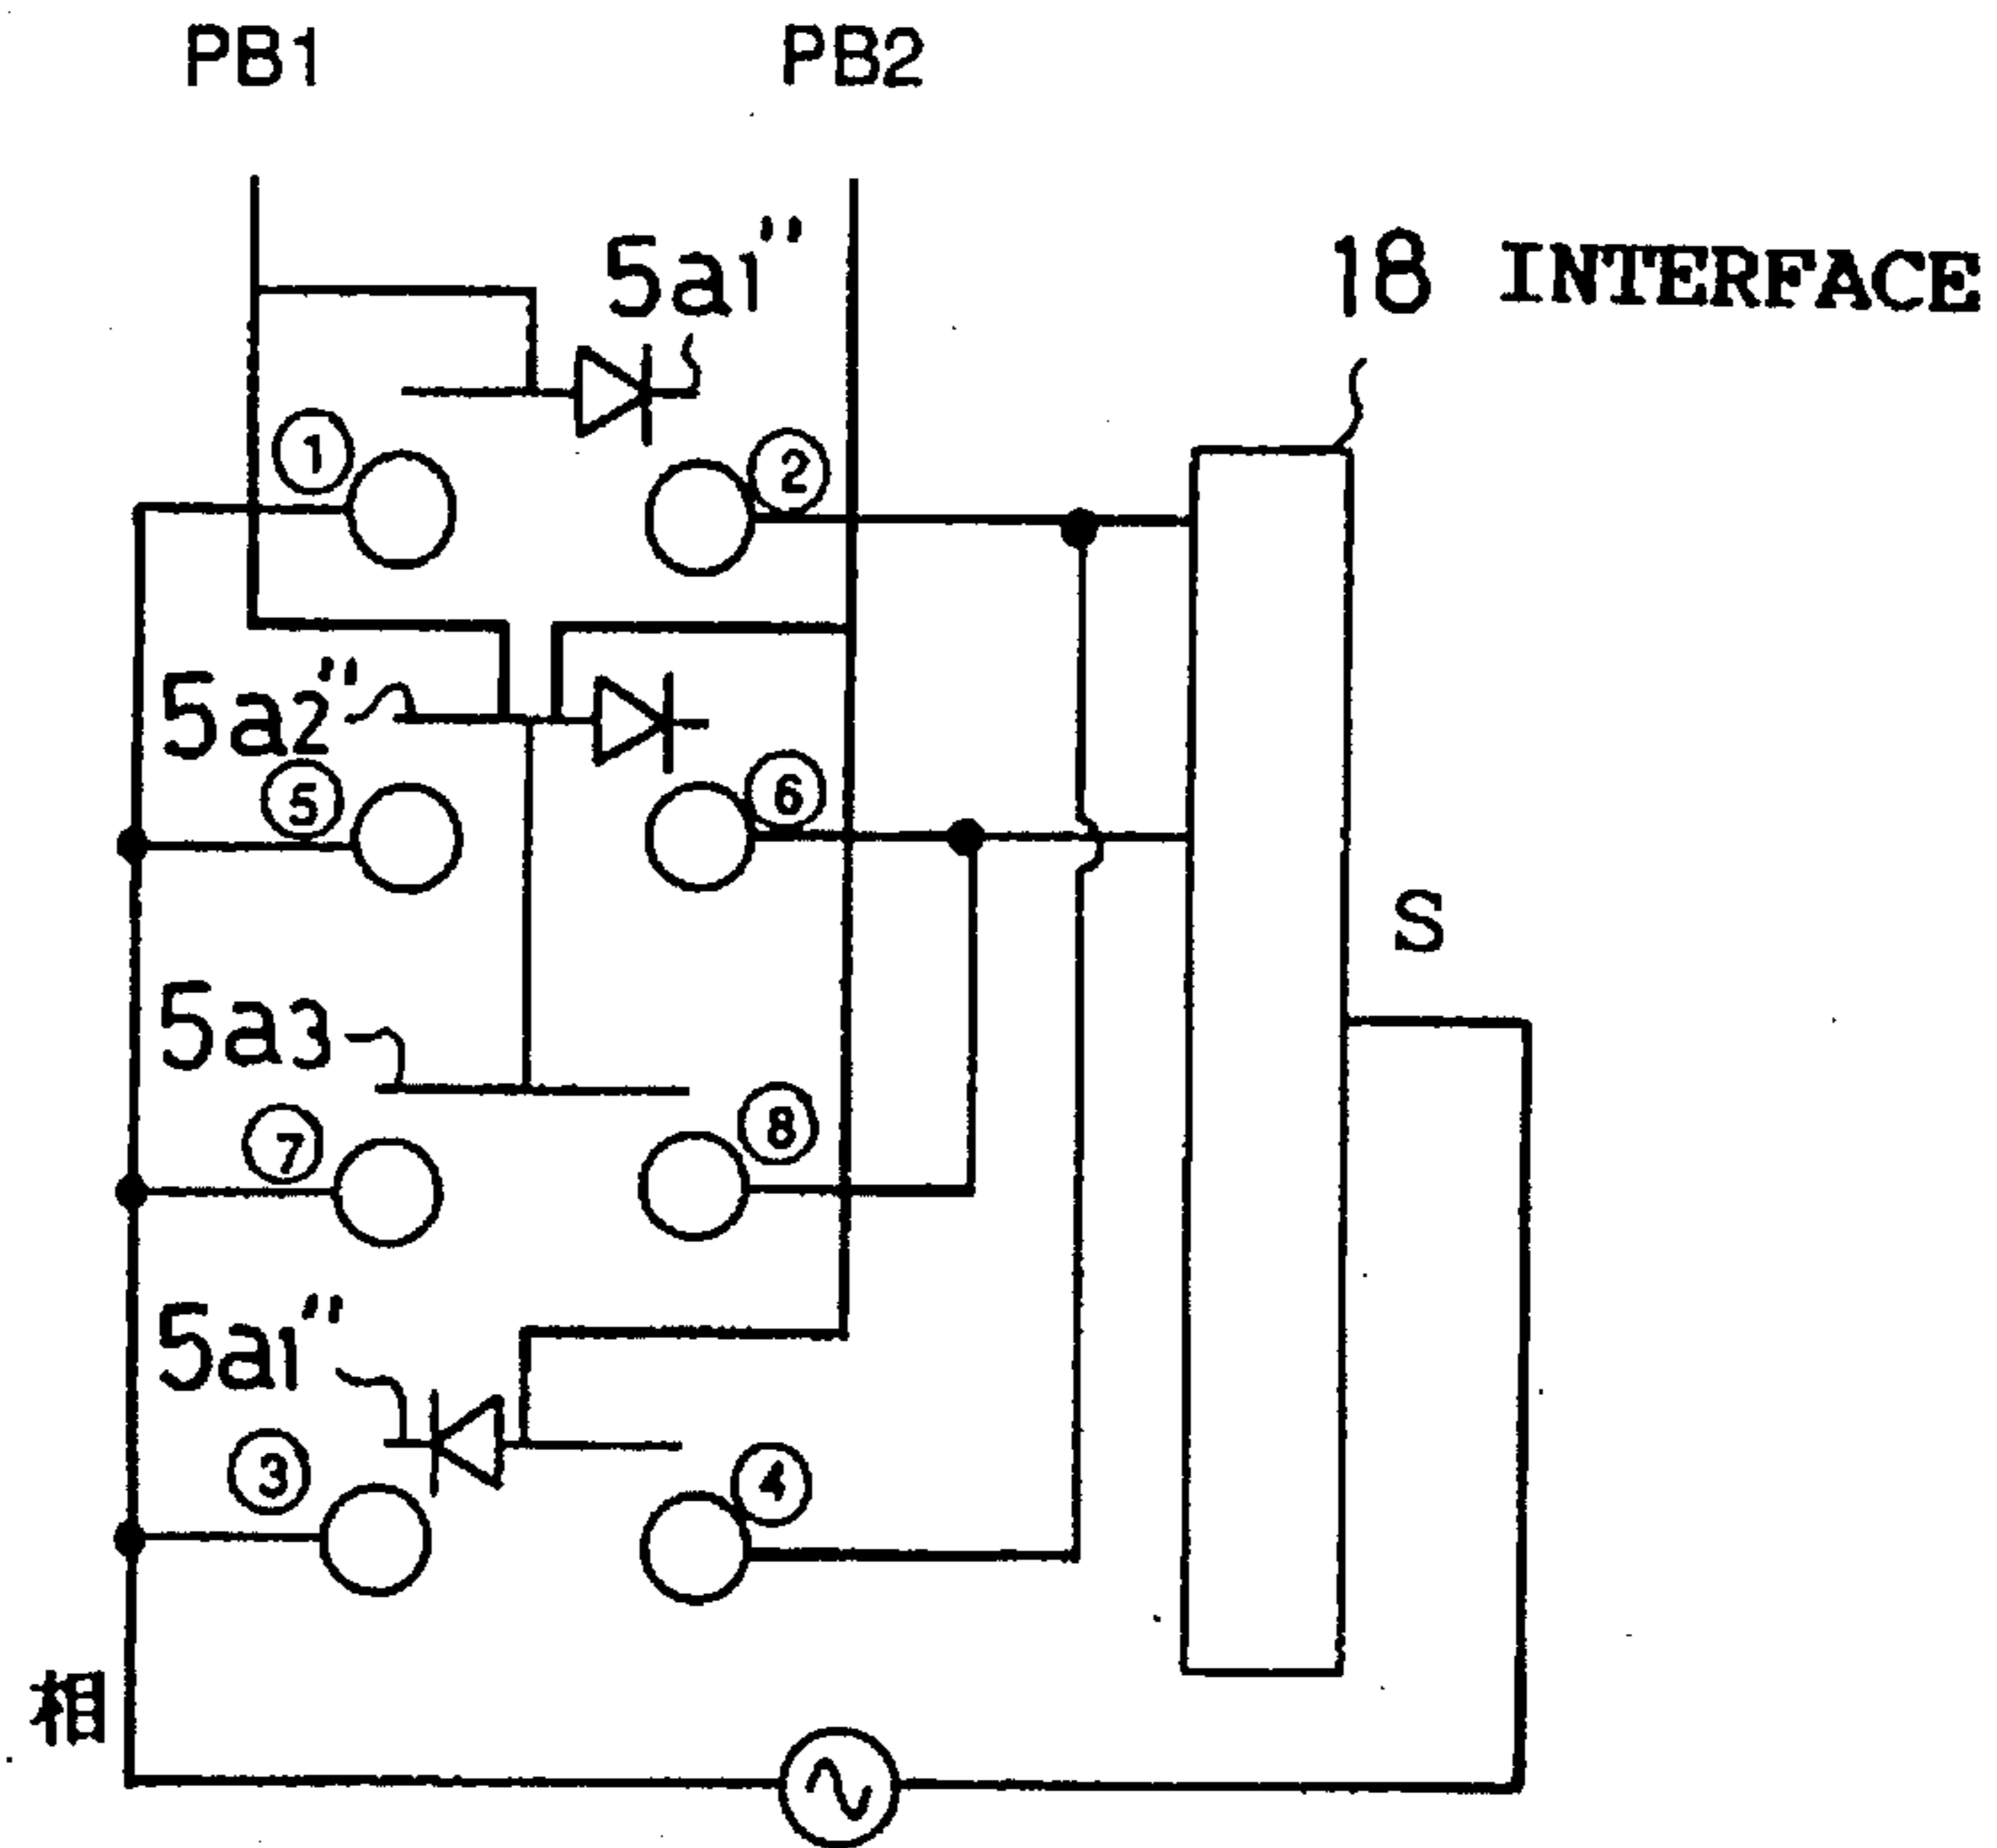 PB1 PB2
5a1"
18 INTERFACE
①
②
5a2"
⑤
⑥
S
5a3
⑦
⑧
5a1"
③
④
相